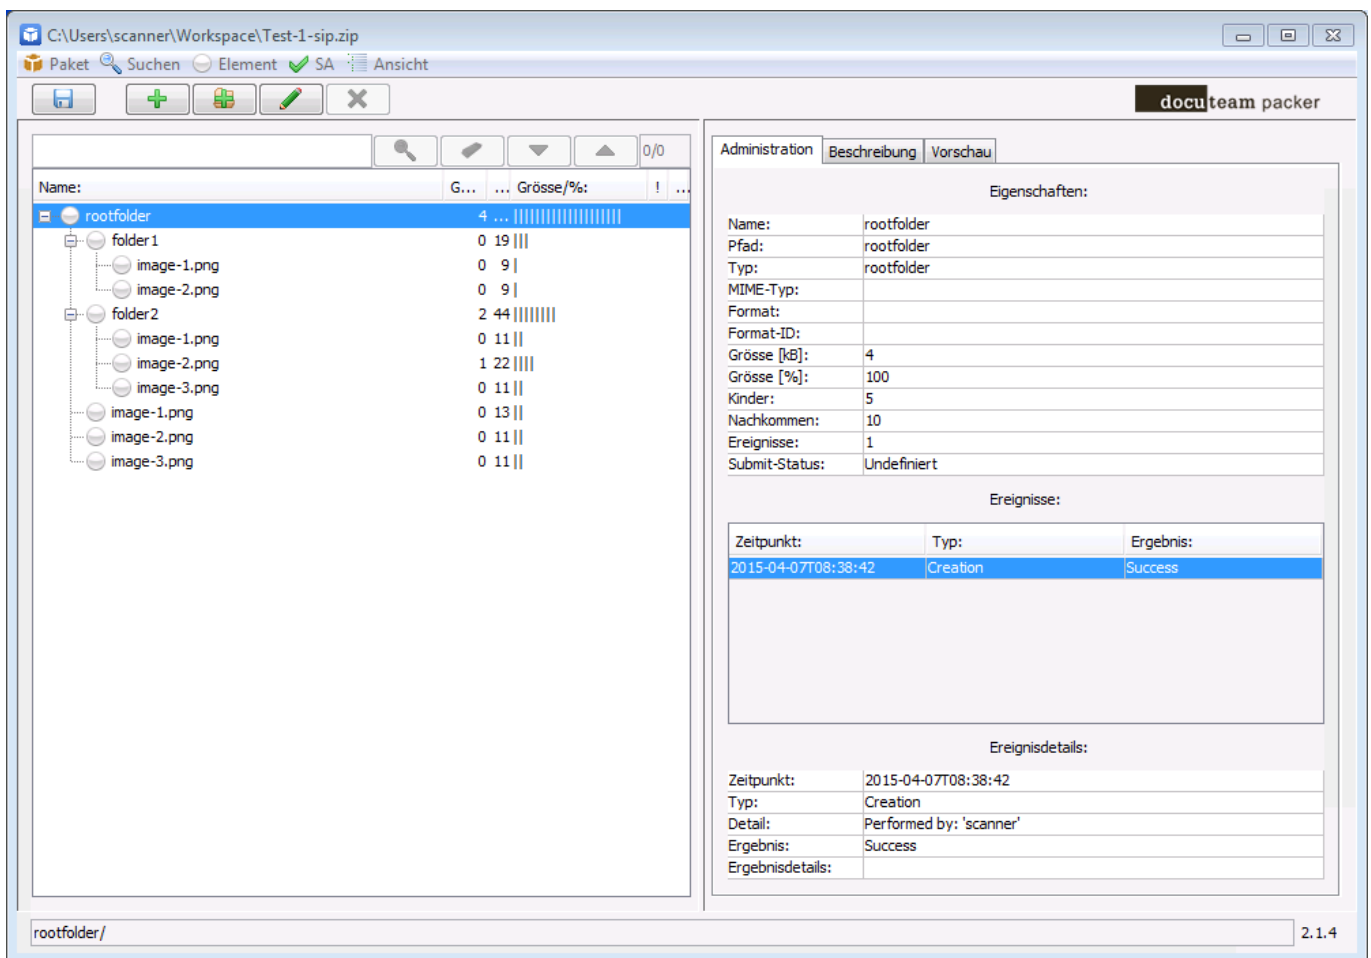 C:\Users\scanner\Workspace\Test-1-sip.zip
Paket Suchen Element SA Ansicht
docuteam packer
0/0
Name: G... ... Grösse/%: ! ...
rootfolder 4 ...
folder1 0 19
image-1.png 0 9
image-2.png 0 9
folder2 2 44
image-1.png 0 11
image-2.png 1 22
image-3.png 0 11
image-1.png 0 13
image-2.png 0 11
image-3.png 0 11
Administration Beschreibung Vorschau
Eigenschaften:
Name: rootfolder
Pfad: rootfolder
Typ: rootfolder
MIME-Typ:
Format:
Format-ID:
Grösse [kB]: 4
Grösse [%]: 100
Kinder: 5
Nachkommen: 10
Ereignisse: 1
Submit-Status: Undefiniert
Ereignisse:
Zeitpunkt: Typ: Ergebnis:
2015-04-07T08:38:42 Creation Success
Ereignisdetails:
Zeitpunkt: 2015-04-07T08:38:42
Typ: Creation
Detail: Performed by: 'scanner'
Ergebnis: Success
Ergebnisdetails:
rootfolder/
2.1.4